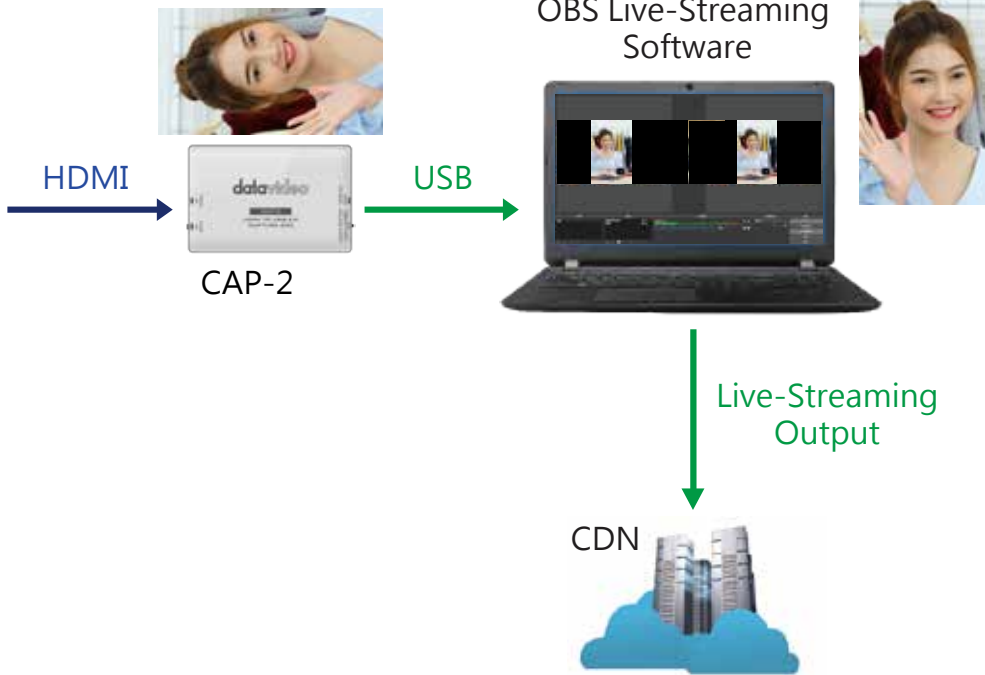 OBS Live-Streaming
Software
HDMI
datavideo
USB
CAP-2
Live-Streaming
Output
CDN